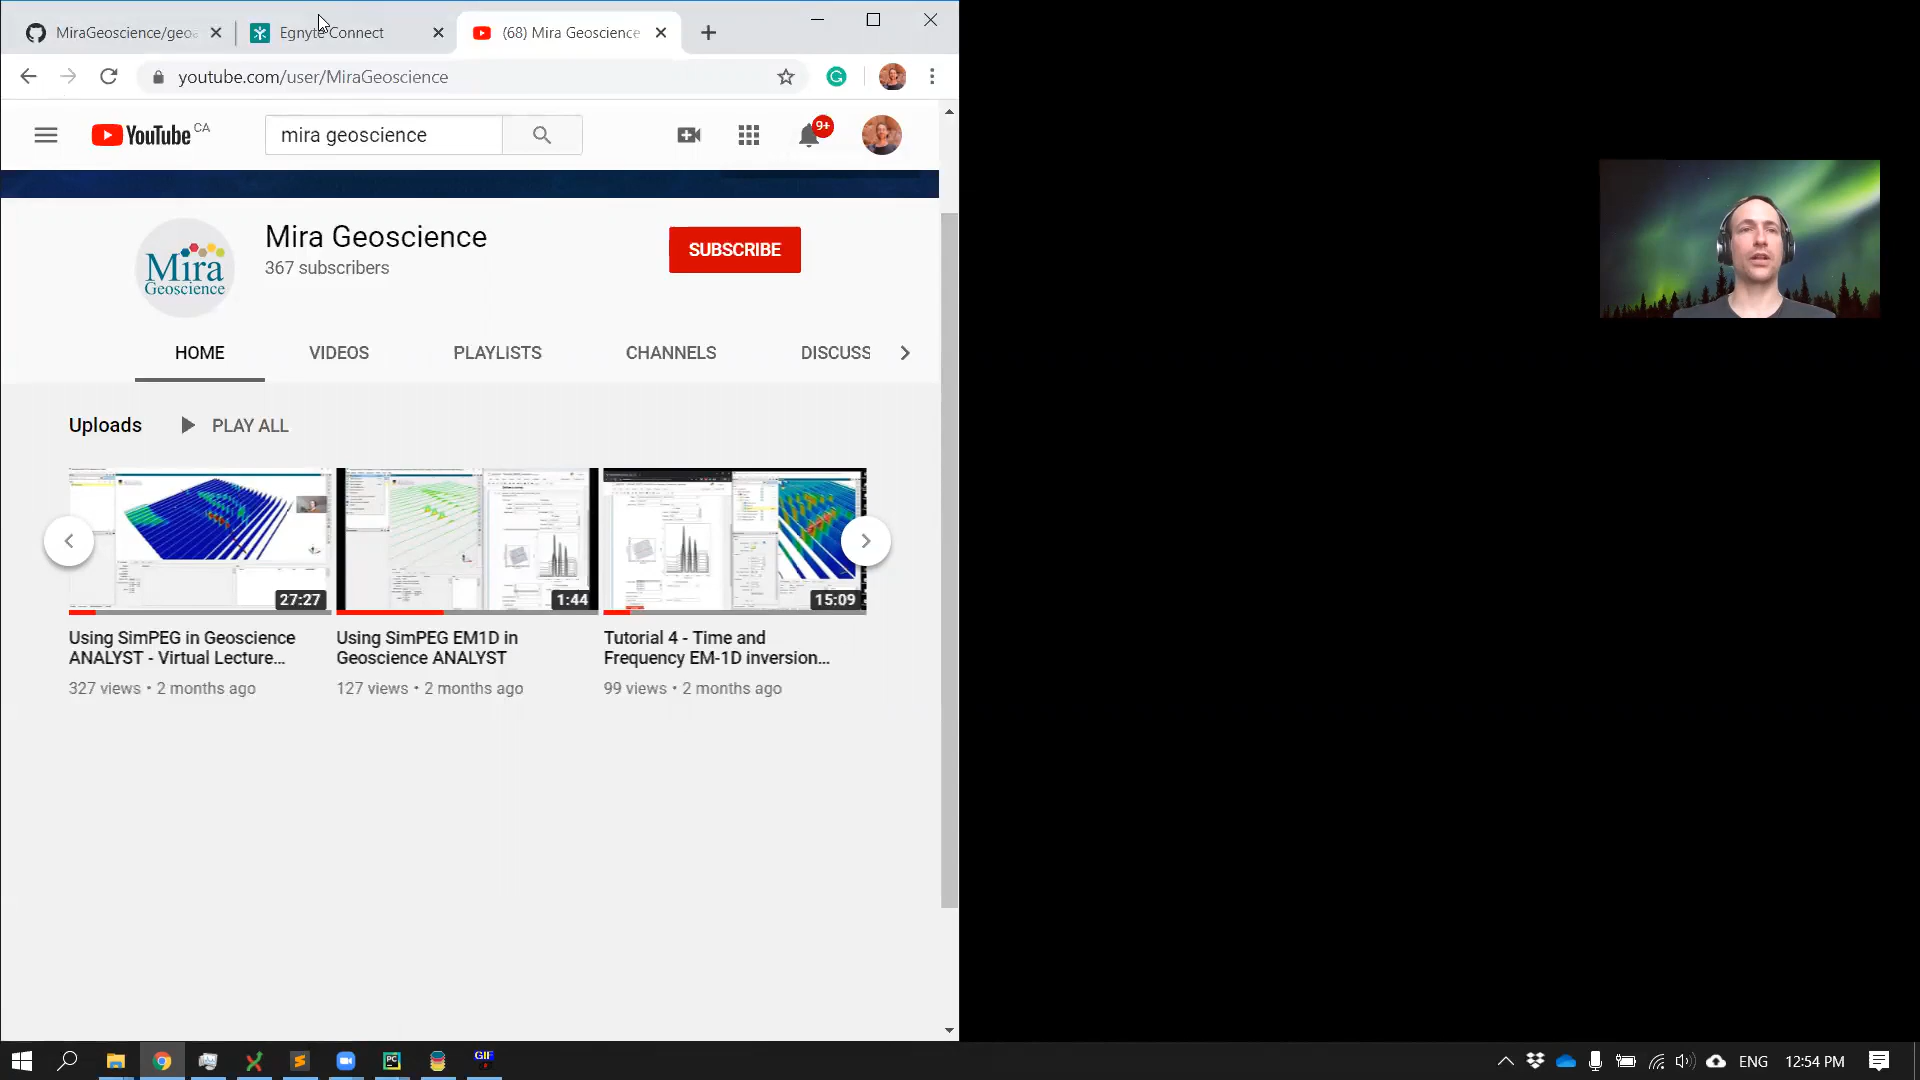 MiraGeoscience/geo
Egnyte Connect
(68) Mira Geoscience
youtube.com/user/MiraGeoscience
YouTube CA
mira geoscience
9+
Mira
Geoscience
Mira Geoscience
367 subscribers
SUBSCRIBE
HOME
VIDEOS
PLAYLISTS
CHANNELS
DISCUSS
Uploads
PLAY ALL
27:27
1:44
15:09
Using SimPEG in Geoscience
ANALYST - Virtual Lecture...
327 views • 2 months ago
Using SimPEG EM1D in
Geoscience ANALYST
127 views • 2 months ago
Tutorial 4 - Time and
Frequency EM-1D inversion...
99 views • 2 months ago
PC
GIF
ENG
12:54 PM